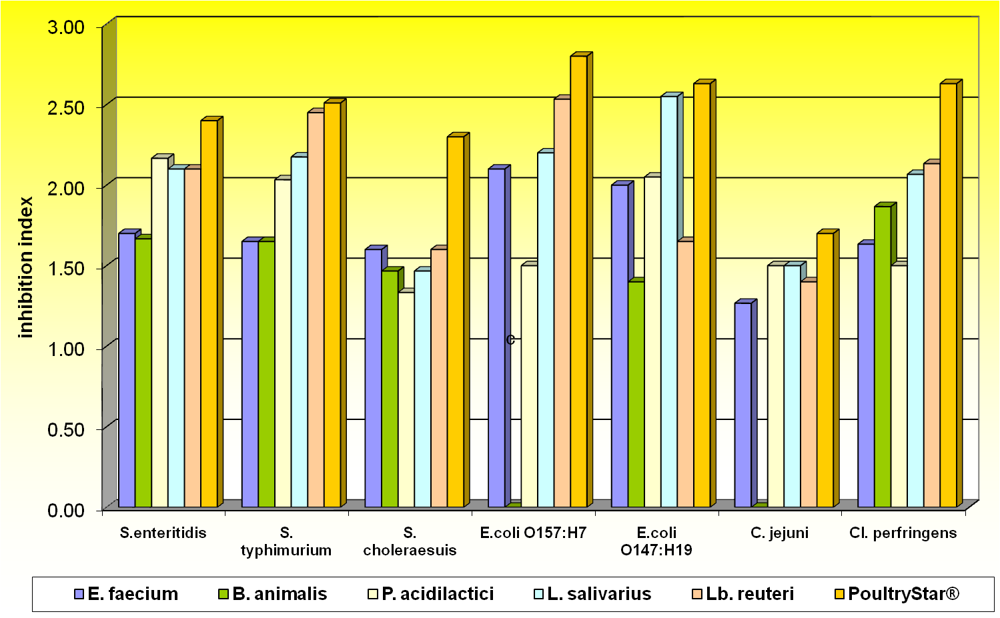 3.00
2.50
2.00
1.50
1.00
0.50
0.00
inhibition index
e
S.enteritidis
S.
typhimurium
S.
choleraesuis
E.coli O157:H7
E.coli
O147:H19
C. jejuni
Cl. perfringens
E. faecium B. animalis P. acidilactici L. salivarius Lb. reuteri PoultryStar®